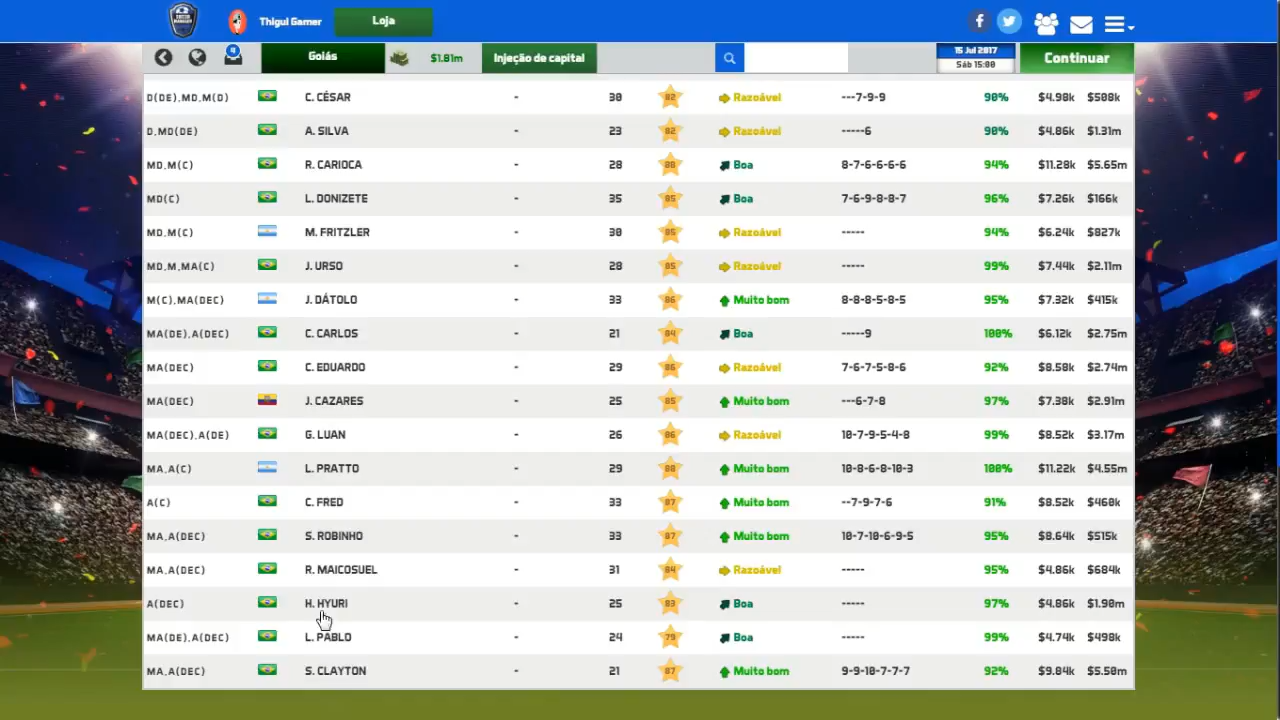 Thigul Gamer Loja
4 Goiás $1.81m Injeção de capital 15 Jul 2017 Continuar
Sáb 15:00
D(DE),MD,M(D) C. CÉSAR - 30 82 Razoável ---7-9-9 90% $4.98k $508k
D,MD(DE) A. SILVA - 23 82 Razoável -----6 90% $4.86k $1.31m
MD,M(C) R. CARIOCA - 28 88 Boa 8-7-6-6-6-6 94% $11.28k $5.65m
MD(C) L. DONIZETE - 35 85 Boa 7-6-9-8-8-7 96% $7.26k $166k
MD,M(C) M. FRITZLER - 30 85 Razoável ----- 94% $6.24k $827k
MD,M,MA(C) J. URSO - 28 85 Razoável ----- 99% $7.44k $2.11m
M(C),MA(DEC) J. DÁTOLO - 33 86 Muito bom 8-8-8-5-8-5 95% $7.32k $415k
MA(DE),A(DEC) C. CARLOS - 21 84 Boa -----9 100% $6.12k $2.75m
MA(DEC) C. EDUARDO - 29 86 Razoável 7-6-7-5-8-6 92% $8.58k $2.74m
MA(DEC) J. CAZARES - 25 85 Muito bom ---6-7-8 97% $7.38k $2.91m
MA(DEC),A(DE) G. LUAN - 26 86 Razoável 10-7-9-5-4-8 99% $8.52k $3.17m
MA,A(C) L. PRATTO - 29 88 Muito bom 10-8-6-8-10-3 100% $11.22k $4.55m
A(C) C. FRED - 33 87 Muito bom --7-9-7-6 91% $8.52k $460k
MA,A(DEC) S. ROBINHO - 33 87 Muito bom 10-7-10-6-9-5 95% $8.64k $515k
MA,A(DEC) R. MAICOSUEL - 31 84 Razoável ----- 95% $4.86k $684k
A(DEC) H. HYURI - 25 83 Boa ----- 97% $4.86k $1.90m
MA(DE),A(DEC) L. PABLO - 24 79 Boa ----- 99% $4.74k $498k
MA,A(DEC) S. CLAYTON - 21 87 Muito bom 9-9-10-7-7-7 92% $9.84k $5.50m